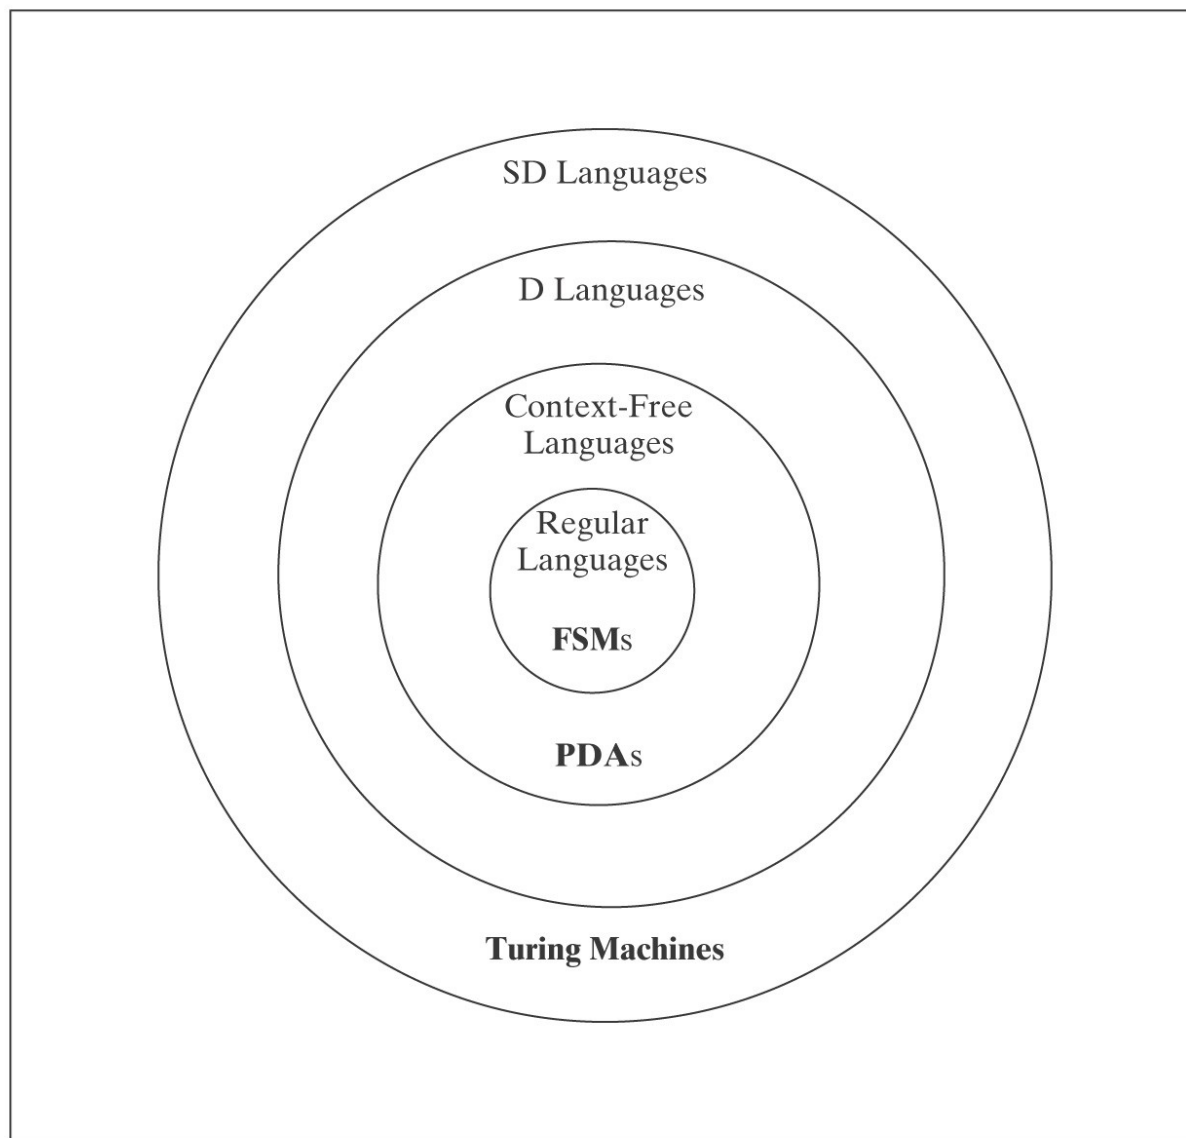 SD Languages
D Languages
Context-Free
Languages
Regular
Languages
FSMs
PDAs
Turing Machines